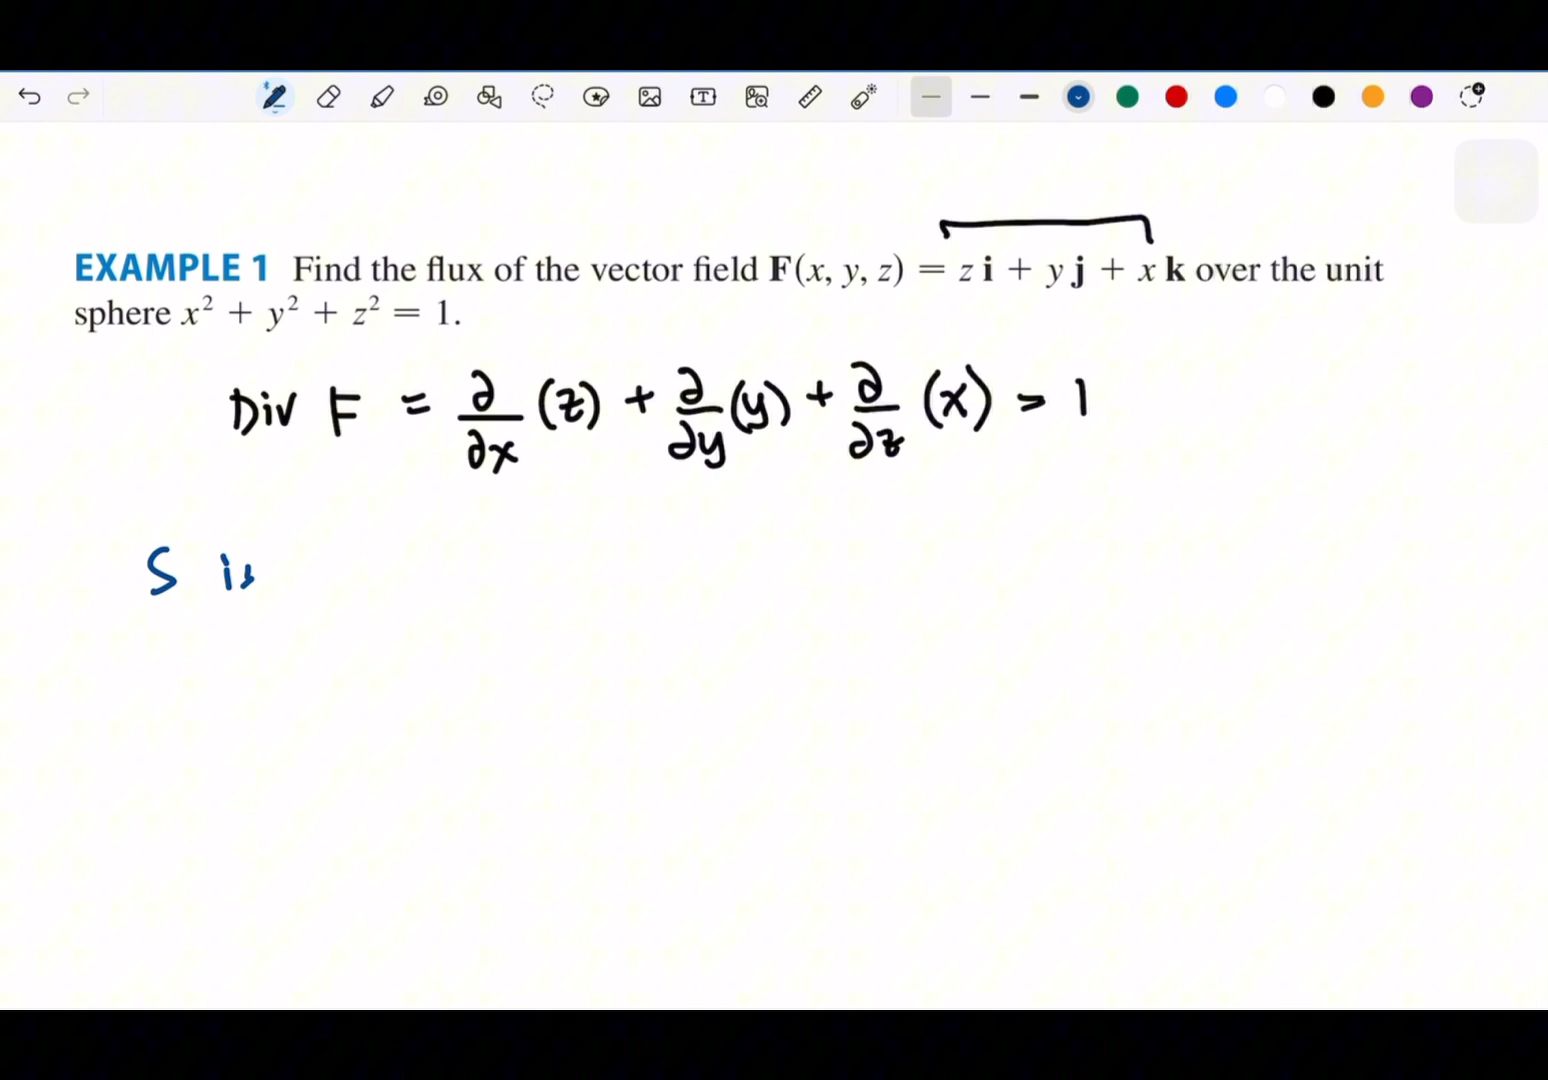 EXAMPLE 1 Find the flux of the vector field F(x, y, z) = z i + y j + x k over the unit
sphere x² + y² + z² = 1.
Div F = ∂/∂x (z) + ∂/∂y (y) + ∂/∂z (x) = 1
S is